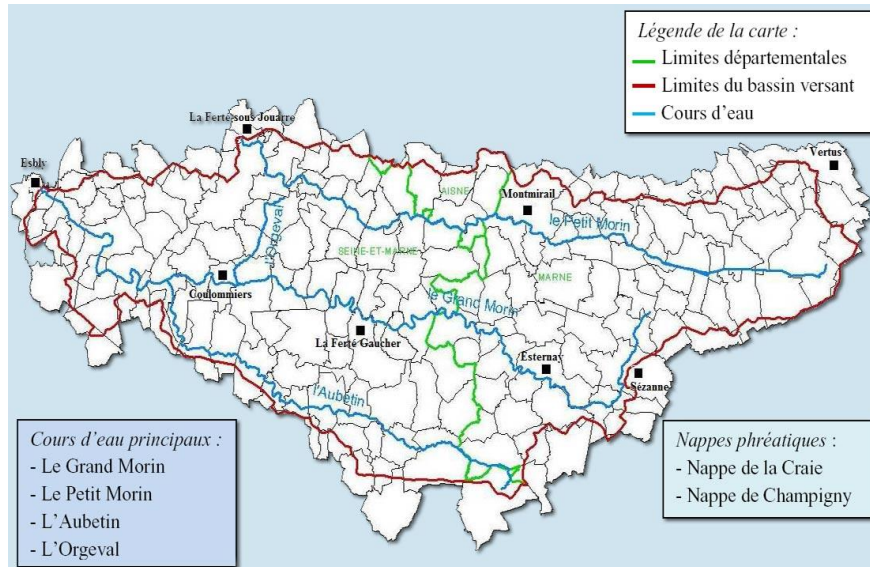 Légende de la carte :
Limites départementales
Limites du bassin versant
Cours d'eau
La Ferté-sous Jouarre
Vertus
Esbly
AISNE
Montmirail
le Petit Morin
l'Orgeval
SEINE-ET-MARNE
MARNE
Coulommiers
le Grand Morin
La Ferté Gaucher
Esternay
Sézanne
l'Aubetin
Cours d'eau principaux :
- Le Grand Morin
- Le Petit Morin
- L'Aubetin
- L'Orgeval
Nappes phréatiques :
- Nappe de la Craie
- Nappe de Champigny